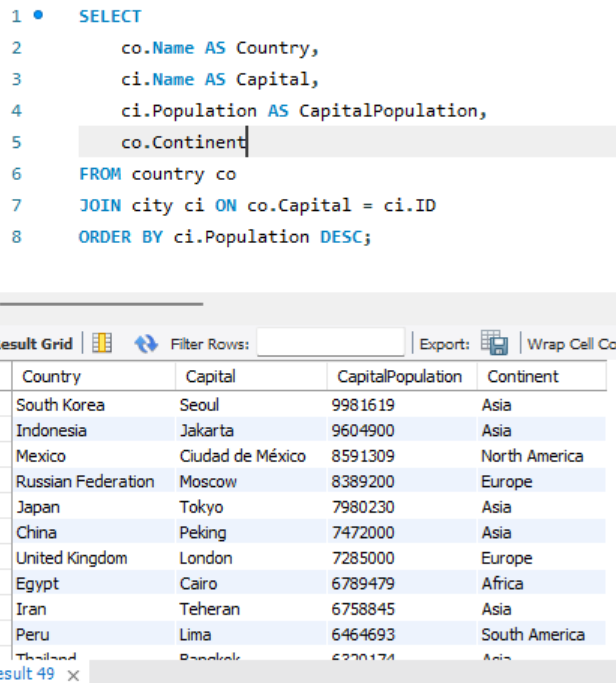 1 SELECT
2 co.Name AS Country,
3 ci.Name AS Capital,
4 ci.Population AS CapitalPopulation,
5 co.Continent
6 FROM country co
7 JOIN city ci ON co.Capital = ci.ID
8 ORDER BY ci.Population DESC;
esult Grid Filter Rows: Export: Wrap Cell Co
Country Capital CapitalPopulation Continent
South Korea Seoul 9981619 Asia
Indonesia Jakarta 9604900 Asia
Mexico Ciudad de México 8591309 North America
Russian Federation Moscow 8389200 Europe
Japan Tokyo 7980230 Asia
China Peking 7472000 Asia
United Kingdom London 7285000 Europe
Egypt Cairo 6789479 Africa
Iran Teheran 6758845 Asia
Peru Lima 6464693 South America
Thailand Bangkok 6320174 Asia
esult 49